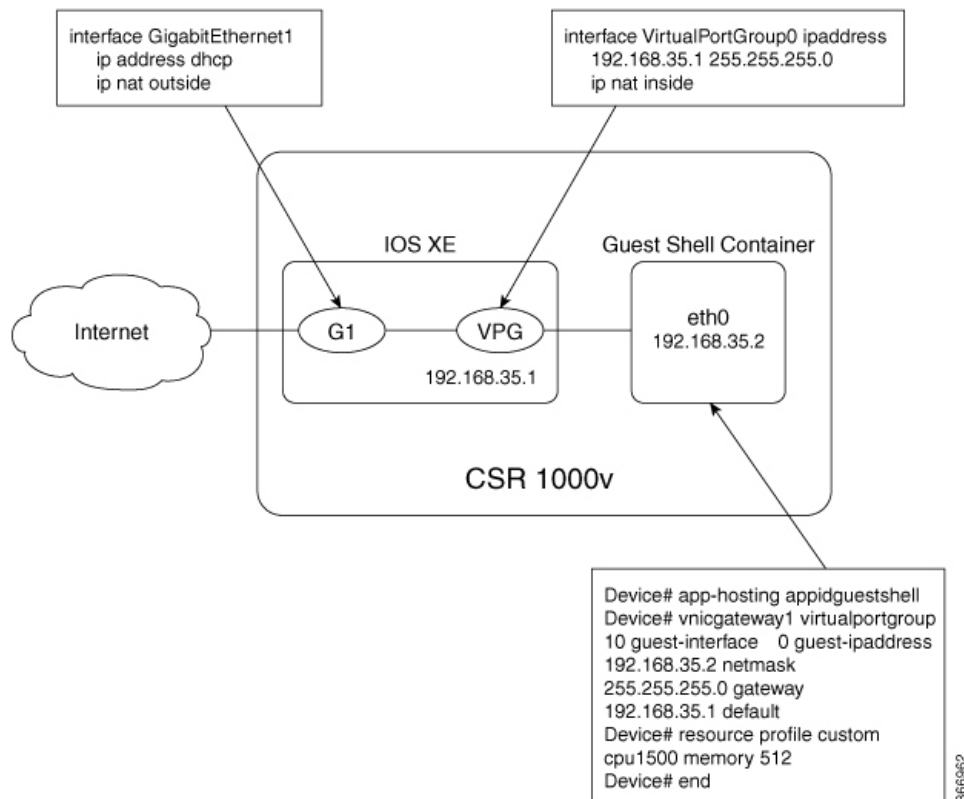 interface GigabitEthernet1
ip address dhcp
ip nat outside
interface VirtualPortGroup0 ipaddress
192.168.35.1 255.255.255.0
ip nat inside
IOS XE
Guest Shell Container
Internet
G1
VPG
192.168.35.1
eth0
192.168.35.2
CSR 1000v
Device# app-hosting appidguestshell
Device# vnicgateway1 virtualportgroup
10 guest-interface 0 guest-ipaddress
192.168.35.2 netmask
255.255.255.0 gateway
192.168.35.1 default
Device# resource profile custom
cpu1500 memory 512
Device# end
366962